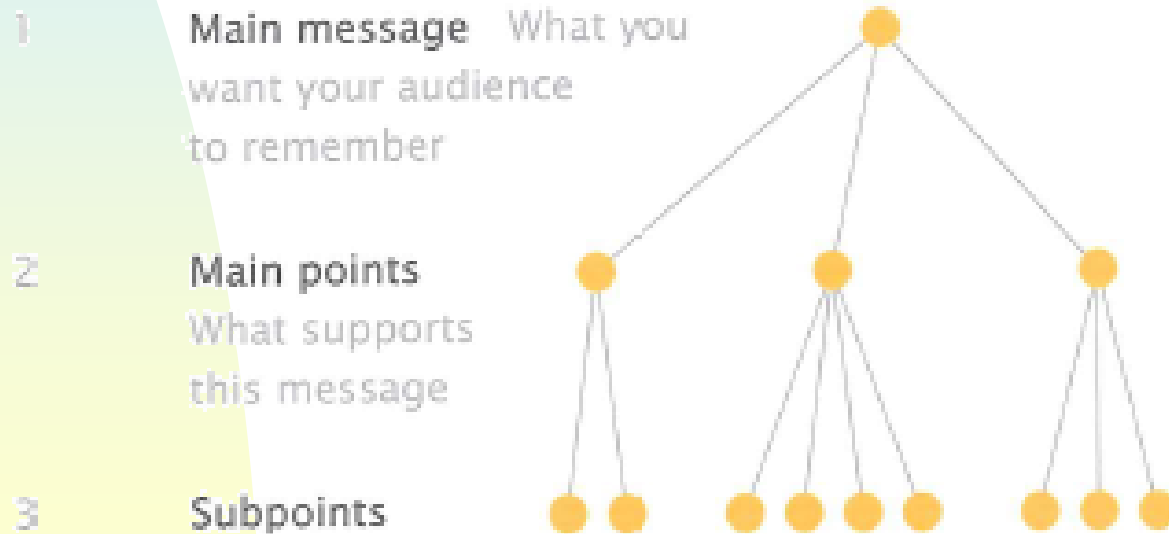 1 Main message What you
want your audience
to remember
2 Main points
What supports
this message
3 Subpoints